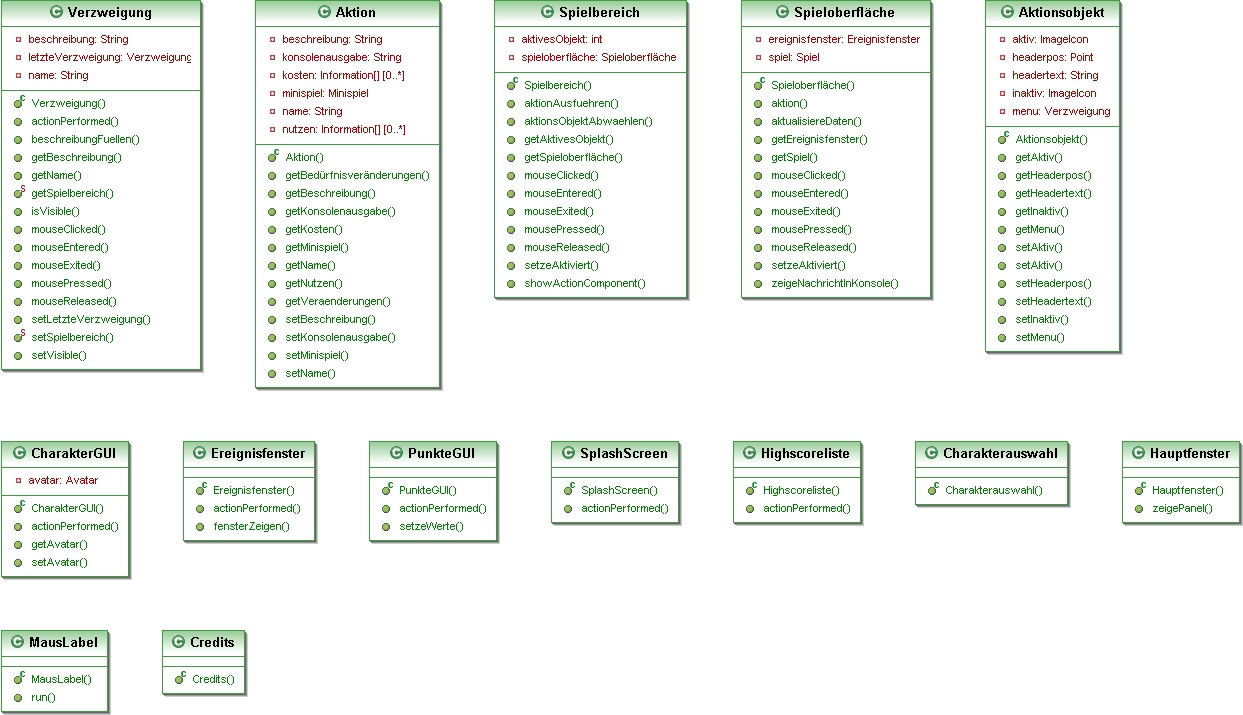 Verzweigung
beschreibung: String
letzteVerzweigung: Verzweigung
name: String
Verzweigung()
actionPerformed()
beschreibungFuellen()
getBeschreibung()
getName()
getSpielbereich()
isVisible()
mouseClicked()
mouseEntered()
mouseExited()
mousePressed()
mouseReleased()
setLetzteVerzweigung()
setSpielbereich()
setVisible()
Aktion
beschreibung: String
konsolenausgabe: String
kosten: Information[] [0..*]
minispiel: Minispiel
name: String
nutzen: Information[] [0..*]
Aktion()
getBedürfnisveränderungen()
getBeschreibung()
getKonsolenausgabe()
getKosten()
getMinispiel()
getName()
getNutzen()
getVeraenderungen()
setBeschreibung()
setKonsolenausgabe()
setMinispiel()
setName()
Spielbereich
aktivesObjekt: int
spieloberfläche: Spieloberfläche
Spielbereich()
aktionAusfuehren()
aktionsObjektAbwaehlen()
getAktivesObjekt()
getSpieloberfläche()
mouseClicked()
mouseEntered()
mouseExited()
mousePressed()
mouseReleased()
setzeAktiviert()
showActionComponent()
Spieloberfläche
ereignisfenster: Ereignisfenster
spiel: Spiel
Spieloberfläche()
aktion()
aktualisiereDaten()
getEreignisfenster()
getSpiel()
mouseClicked()
mouseEntered()
mouseExited()
mousePressed()
mouseReleased()
setzeAktiviert()
zeigeNachrichtInKonsole()
Aktionsobjekt
aktiv: ImageIcon
headerpos: Point
headertext: String
inaktiv: ImageIcon
menu: Verzweigung
Aktionsobjekt()
getAktiv()
getHeaderpos()
getHeadertext()
getInaktiv()
getMenu()
setAktiv()
setAktiv()
setHeaderpos()
setHeadertext()
setInaktiv()
setMenu()
CharakterGUI
avatar: Avatar
CharakterGUI()
actionPerformed()
getAvatar()
setAvatar()
Ereignisfenster
Ereignisfenster()
actionPerformed()
fensterZeigen()
PunkteGUI
PunkteGUI()
actionPerformed()
setzeWerte()
SplashScreen
SplashScreen()
actionPerformed()
Highscoreliste
Highscoreliste()
actionPerformed()
Charakterauswahl
Charakterauswahl()
Hauptfenster
Hauptfenster()
zeigePanel()
MausLabel
MausLabel()
run()
Credits
Credits()